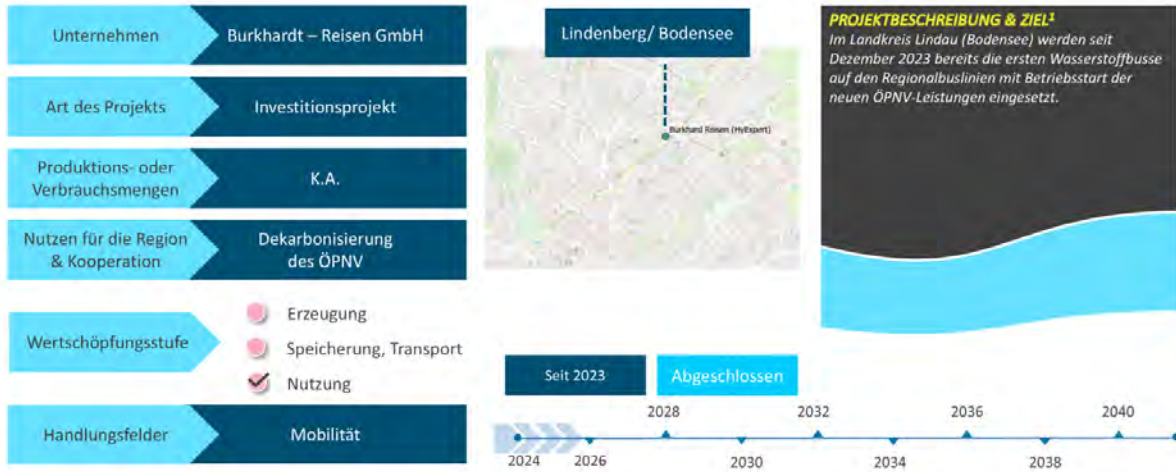 Unternehmen
Burkhardt – Reisen GmbH
Art des Projekts
Investitionsprojekt
Produktions- oder
Verbrauchsmengen
K.A.
Nutzen für die Region
& Kooperation
Dekarbonisierung
des ÖPNV
Wertschöpfungsstufe
Erzeugung
Speicherung, Transport
Nutzung
Handlungsfelder
Mobilität
Lindenberg/ Bodensee
Burkhard Reisen (HyExpert)
PROJEKTBESCHREIBUNG & ZIEL¹
Im Landkreis Lindau (Bodensee) werden seit
Dezember 2023 bereits die ersten Wasserstoffbusse
auf den Regionalbuslinien mit Betriebsstart der
neuen ÖPNV-Leistungen eingesetzt.
Seit 2023
Abgeschlossen
2028 2032 2036 2040
2024 2026 2030 2034 2038